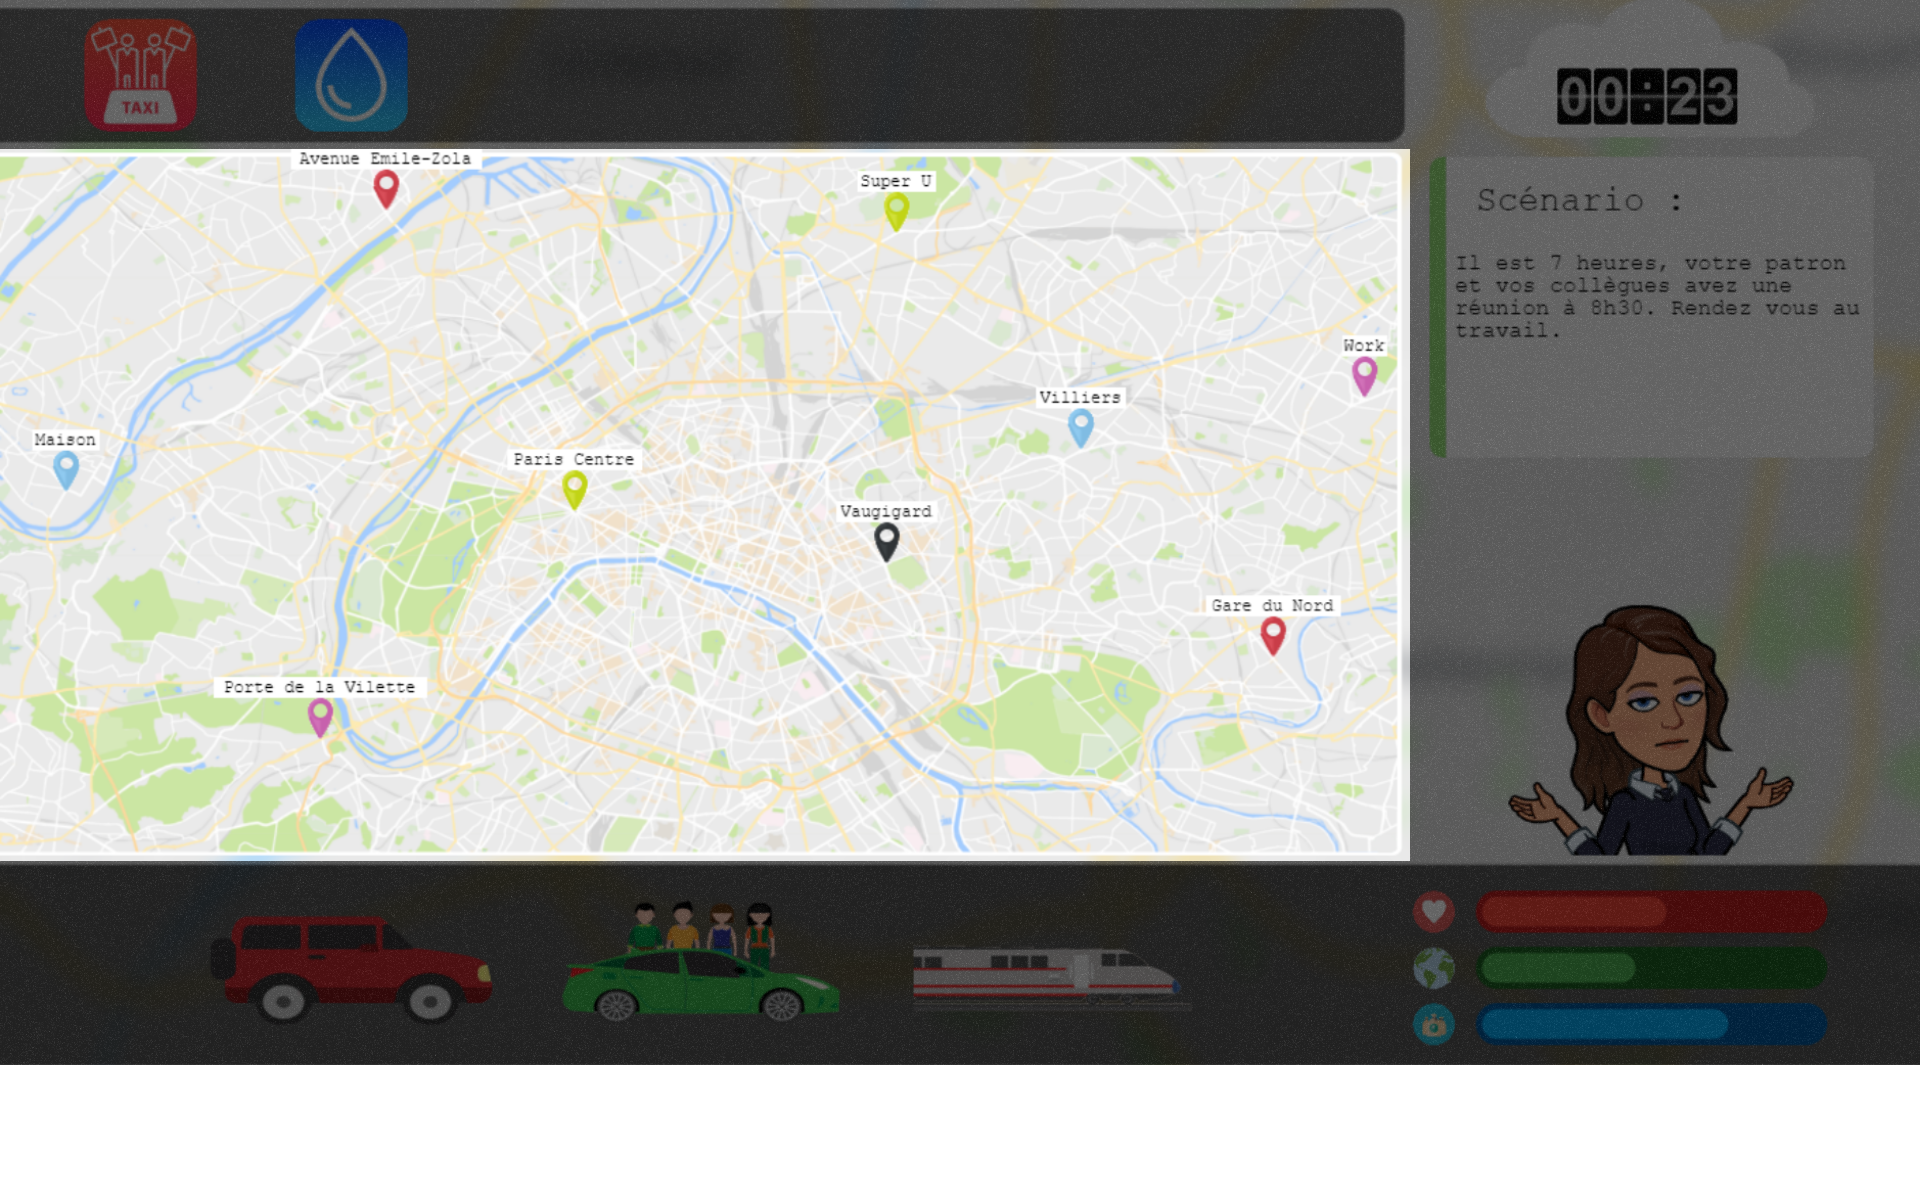 TAXI
00:23
Avenue Emile-Zola
Super U
Scénario :
Il est 7 heures, votre patron
et vos collègues avez une
réunion à 8h30. Rendez vous au
travail.
Work
Villiers
Maison
Paris Centre
Vaugigard
Gare du Nord
Porte de la Vilette